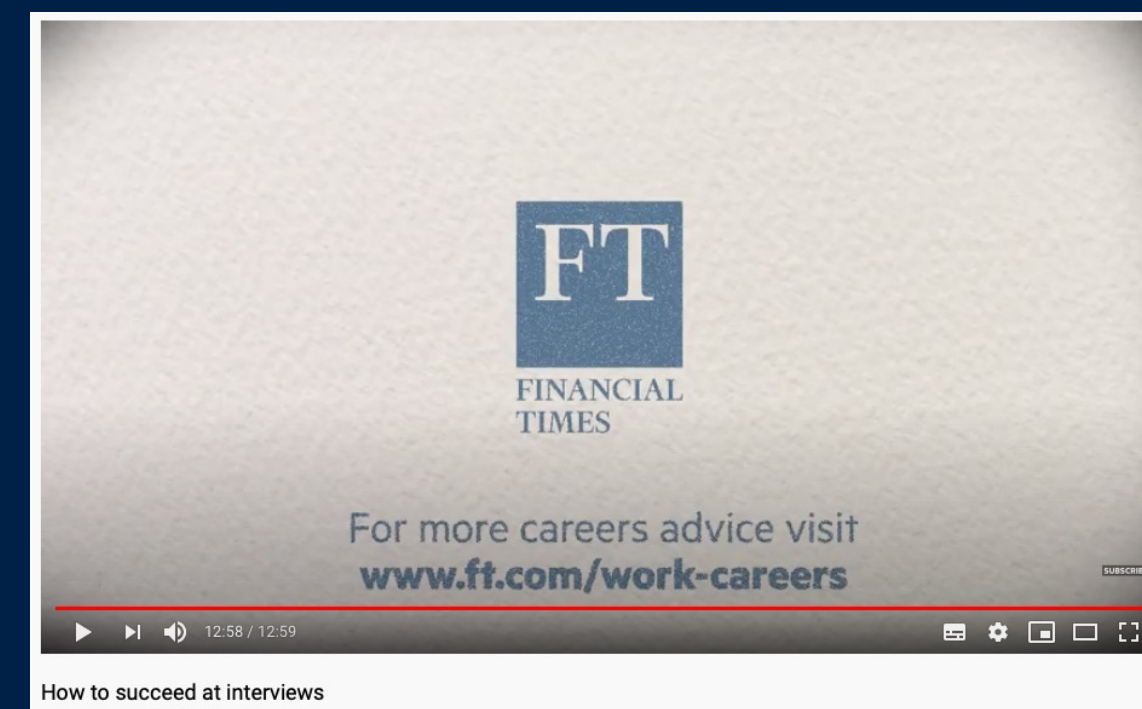 FT
FINANCIAL
TIMES
For more careers advice visit
www.ft.com/work-careers
SUBSCRIBE
12:58 / 12:59
How to succeed at interviews